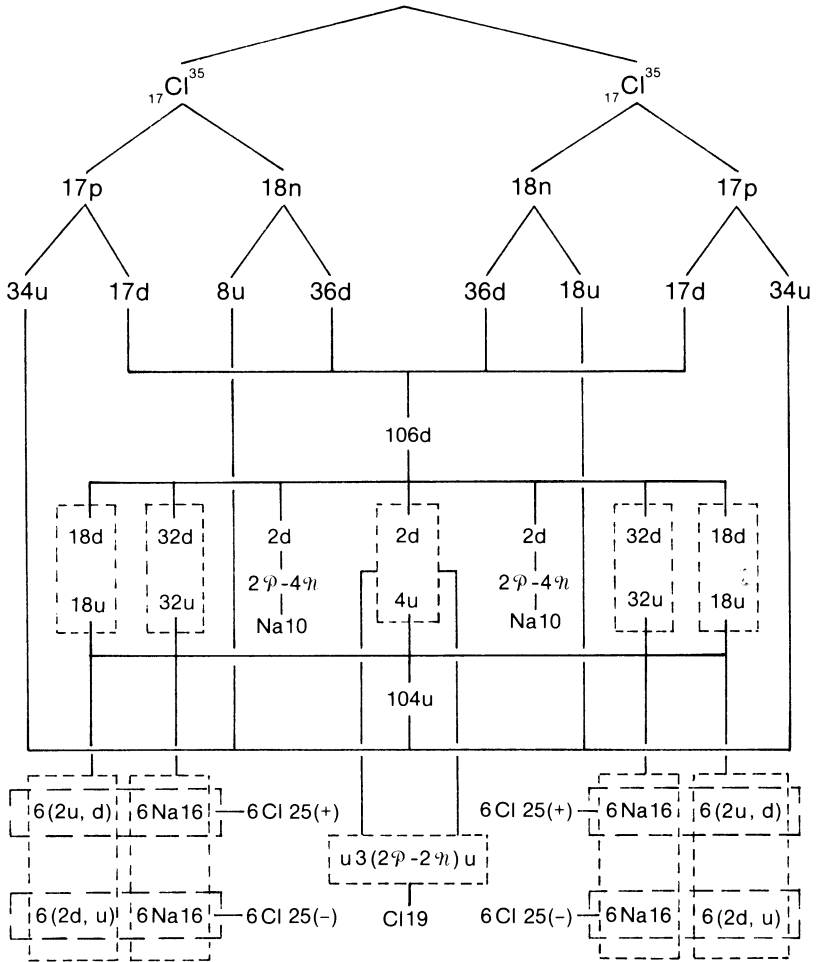 ₁₇Cl³⁵ ₁₇Cl³⁵
17p 18n 18n 17p
34u 17d 8u 36d 36d 18u 17d 34u
106d
18d 32d 2d 2d 2d 32d 18d
2𝒫-4𝓃 2𝒫-4𝓃
18u 32u 4u 32u 18u
Na10 Na10
104u
6(2u, d) 6Na16 6Cl 25(+) 6Cl 25(+) 6Na16 6(2u, d)
u3(2𝒫-2𝓃)u
6(2d, u) 6Na16 6Cl 25(−) Cl19 6Cl 25(−) 6Na16 6(2d, u)